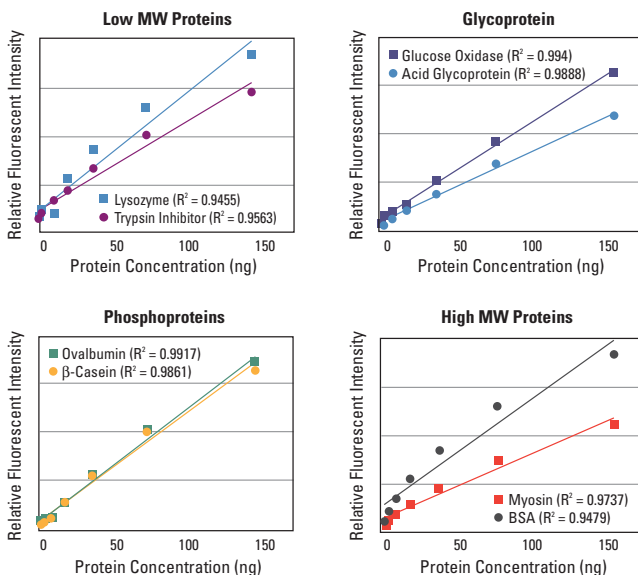 Low MW Proteins
Relative Fluorescent Intensity
Lysozyme (R² = 0.9455)
Trypsin Inhibitor (R² = 0.9563)
0 50 100 150
Protein Concentration (ng)
Glycoprotein
Relative Fluorescent Intensity
Glucose Oxidase (R² = 0.994)
Acid Glycoprotein (R² = 0.9888)
0 50 100 150
Protein Concentration (ng)
Phosphoproteins
Relative Fluorescent Intensity
Ovalbumin (R² = 0.9917)
β-Casein (R² = 0.9861)
0 50 100 150
Protein Concentration (ng)
High MW Proteins
Relative Fluorescent Intensity
Myosin (R² = 0.9737)
BSA (R² = 0.9479)
0 50 100 150
Protein Concentration (ng)